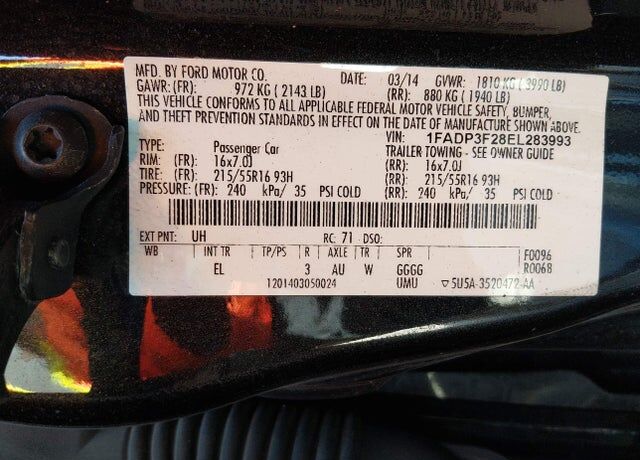 MFD. BY FORD MOTOR CO. DATE: 03/14 GVWR: 1810 KG ( 3990 LB)
GAWR: (FR): 972 KG ( 2143 LB) (RR): 880 KG ( 1940 LB)
THIS VEHICLE CONFORMS TO ALL APPLICABLE FEDERAL MOTOR VEHICLE SAFETY, BUMPER,
AND THEFT PREVENTION STANDARDS IN EFFECT ON THE DATE OF MANUFACTURE SHOWN ABOVE
VIN: 1FADP3F28EL283993
TYPE: Passenger Car TRAILER TOWING - SEE OWNER GUIDE
RIM: (FR): 16x7.0J (RR): 16x7.0J
TIRE: (FR): 215/55R16 93H (RR): 215/55R16 93H
PRESSURE: (FR): 240 kPa/ 35 PSI COLD (RR): 240 kPa/ 35 PSI COLD
EXT PNT: UH RC: 71 DSO:
WB INT TR TP/PS R AXLE TR SPR F0096
EL 3 AU W GGGG R0068
1201403050024 UMU ▽5U5A-3520472-AA